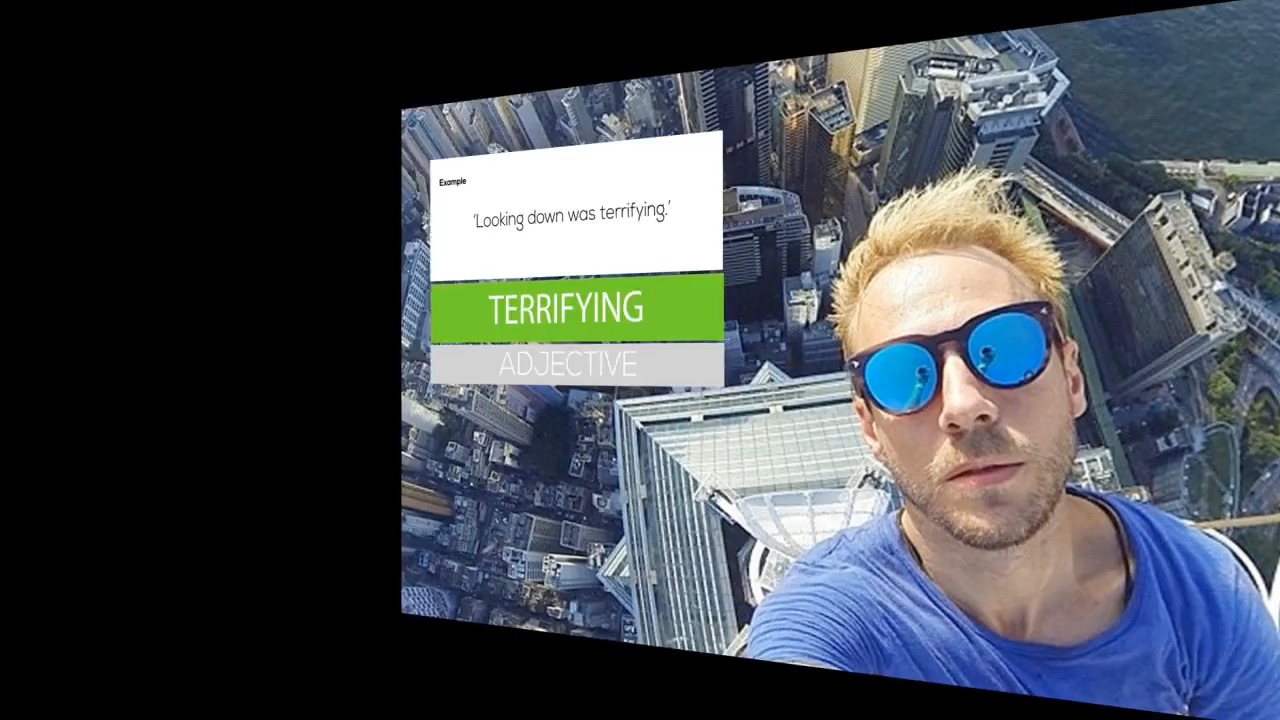 Example
‘Looking down was terrifying.’
TERRIFYING
ADJECTIVE